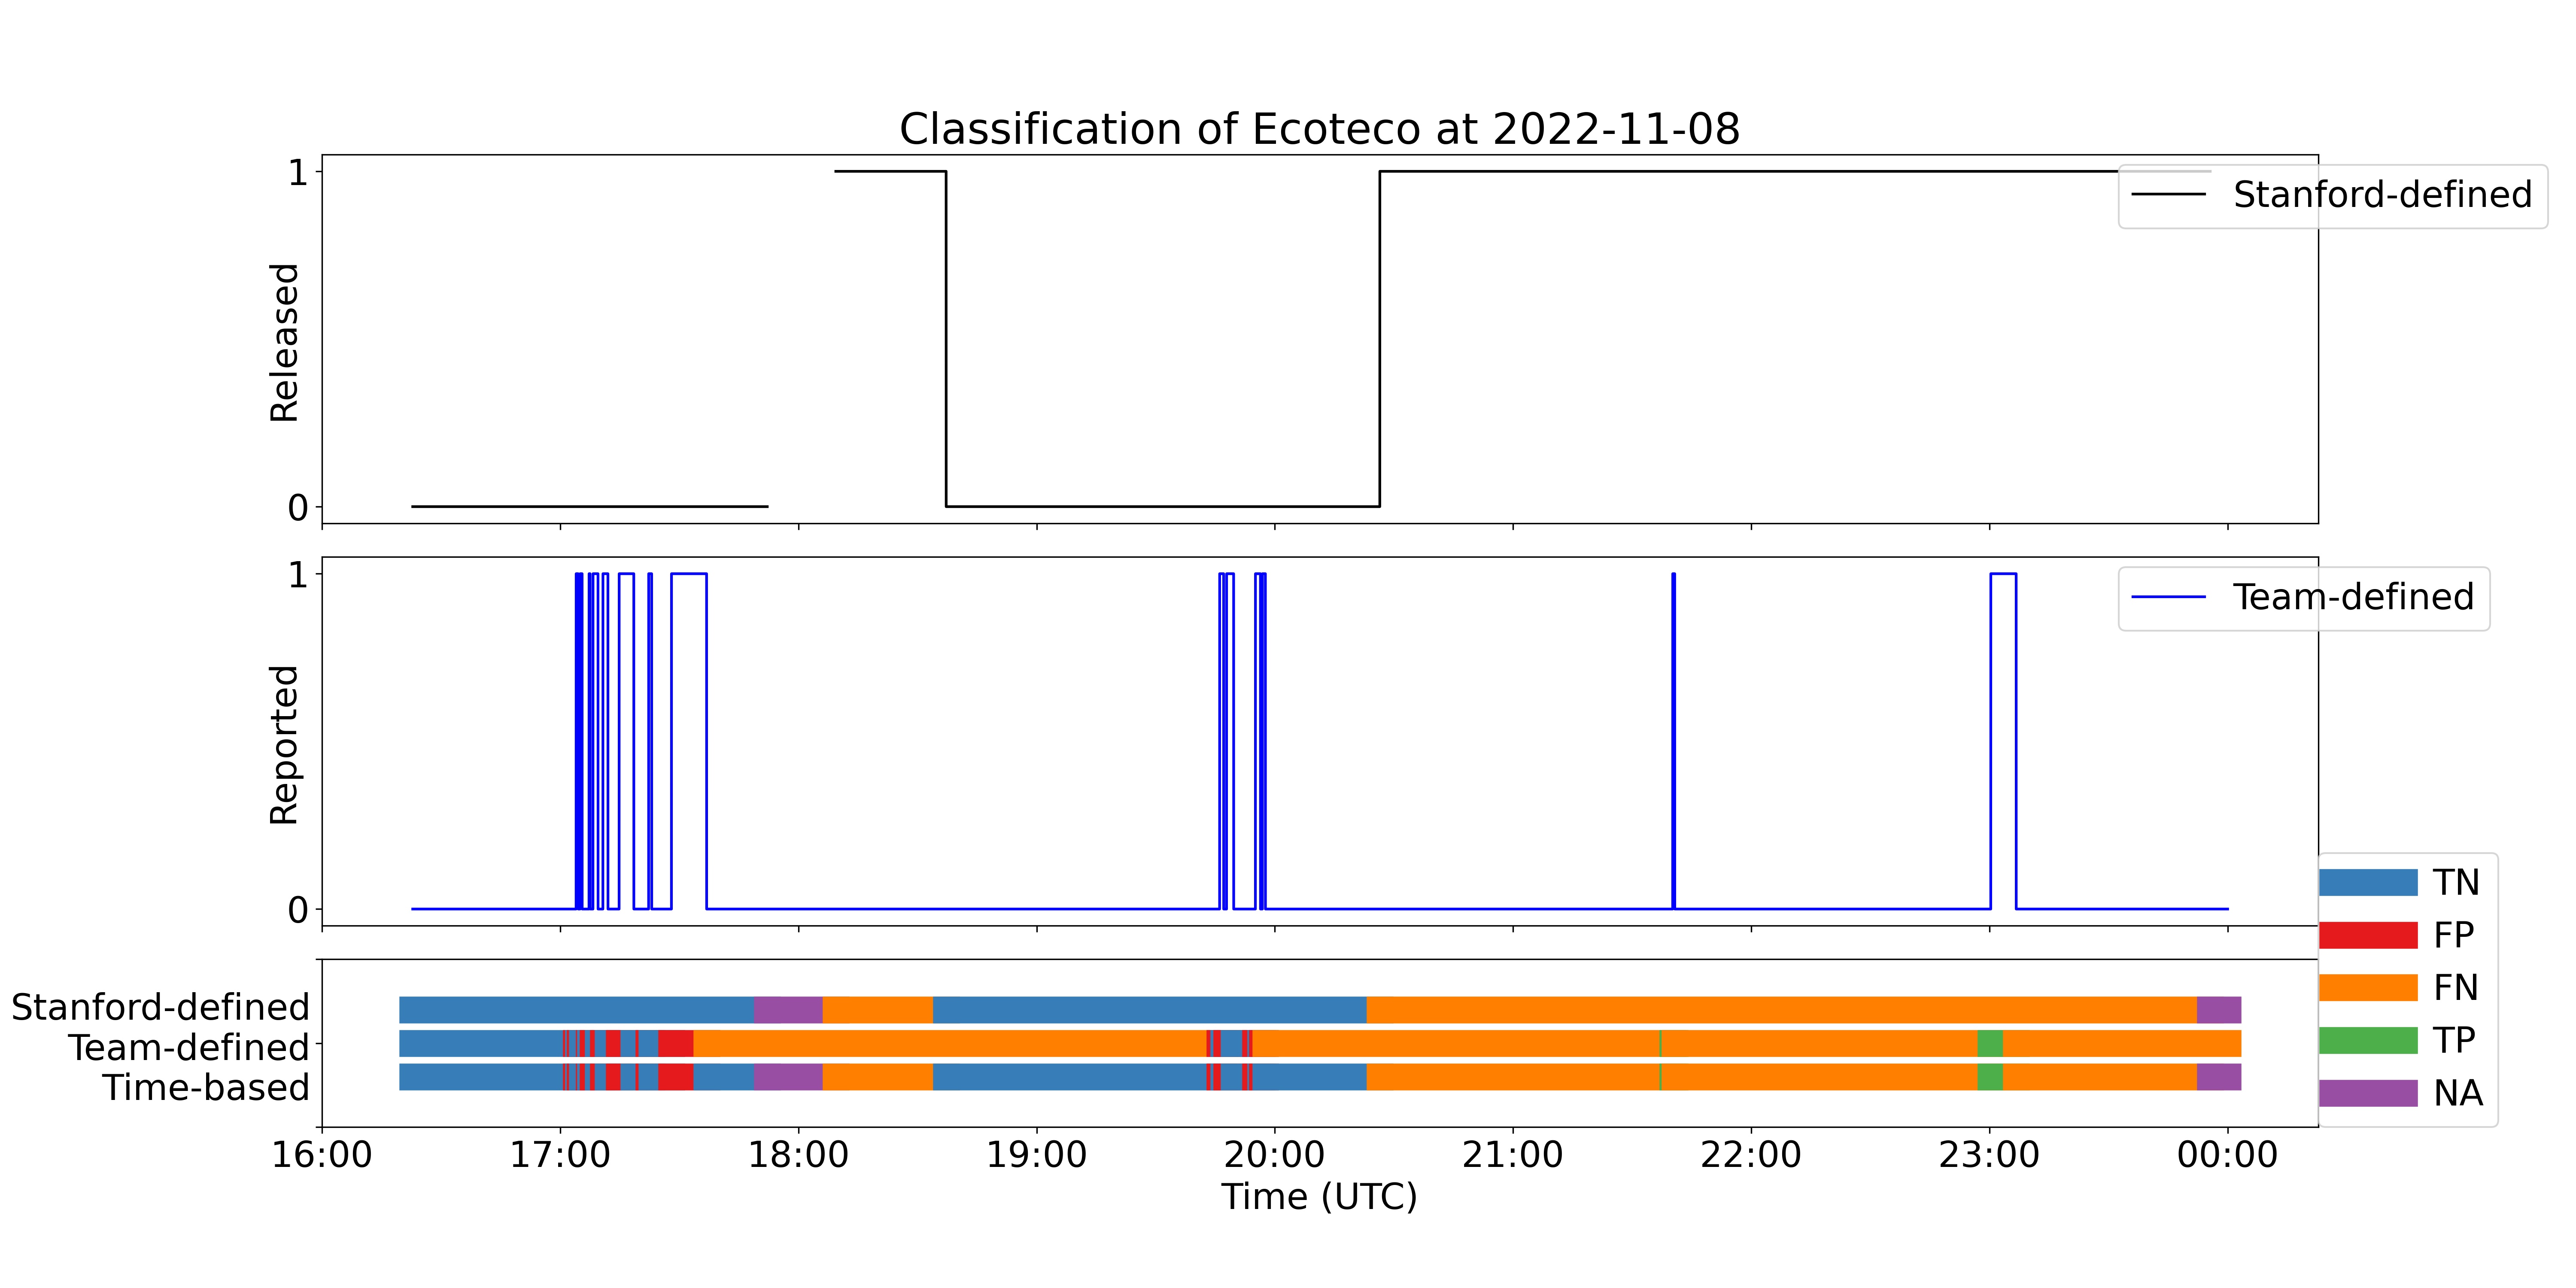 Classification of Ecoteco at 2022-11-08
Released
1
0
Stanford-defined
Reported
1
0
Team-defined
Stanford-defined
Team-defined
Time-based
TN
FP
FN
TP
NA
16:00 17:00 18:00 19:00 20:00 21:00 22:00 23:00 00:00
Time (UTC)